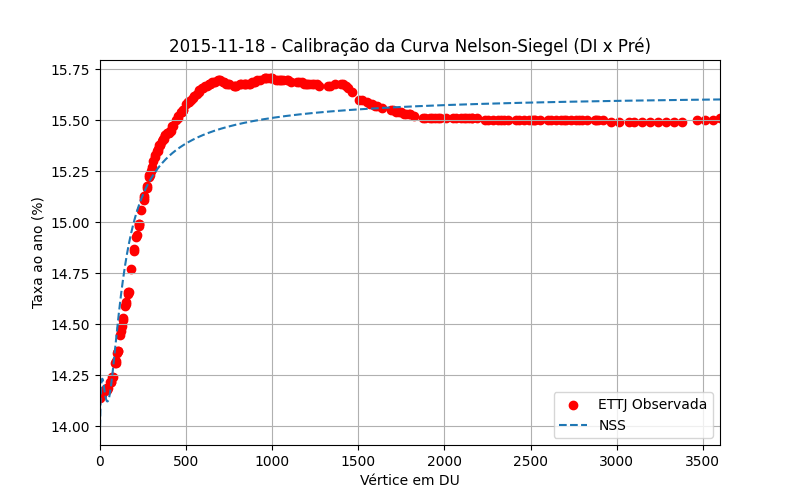 2015-11-18 - Calibração da Curva Nelson-Siegel (DI x Pré)
Taxa ao ano (%)
15.75
15.50
15.25
15.00
14.75
14.50
14.25
14.00
ETTJ Observada
NSS
0 500 1000 1500 2000 2500 3000 3500
Vértice em DU